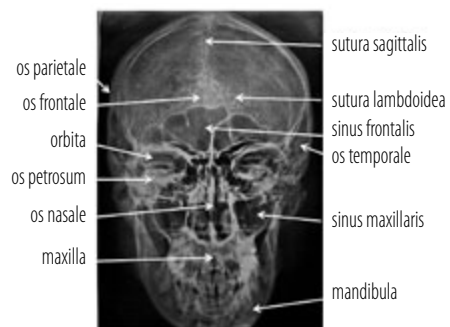 os parietale
os frontale
orbita
os petrosum
os nasale
maxilla
sutura sagittalis
sutura lambdoidea
sinus frontalis
os temporale
sinus maxillaris
mandibula